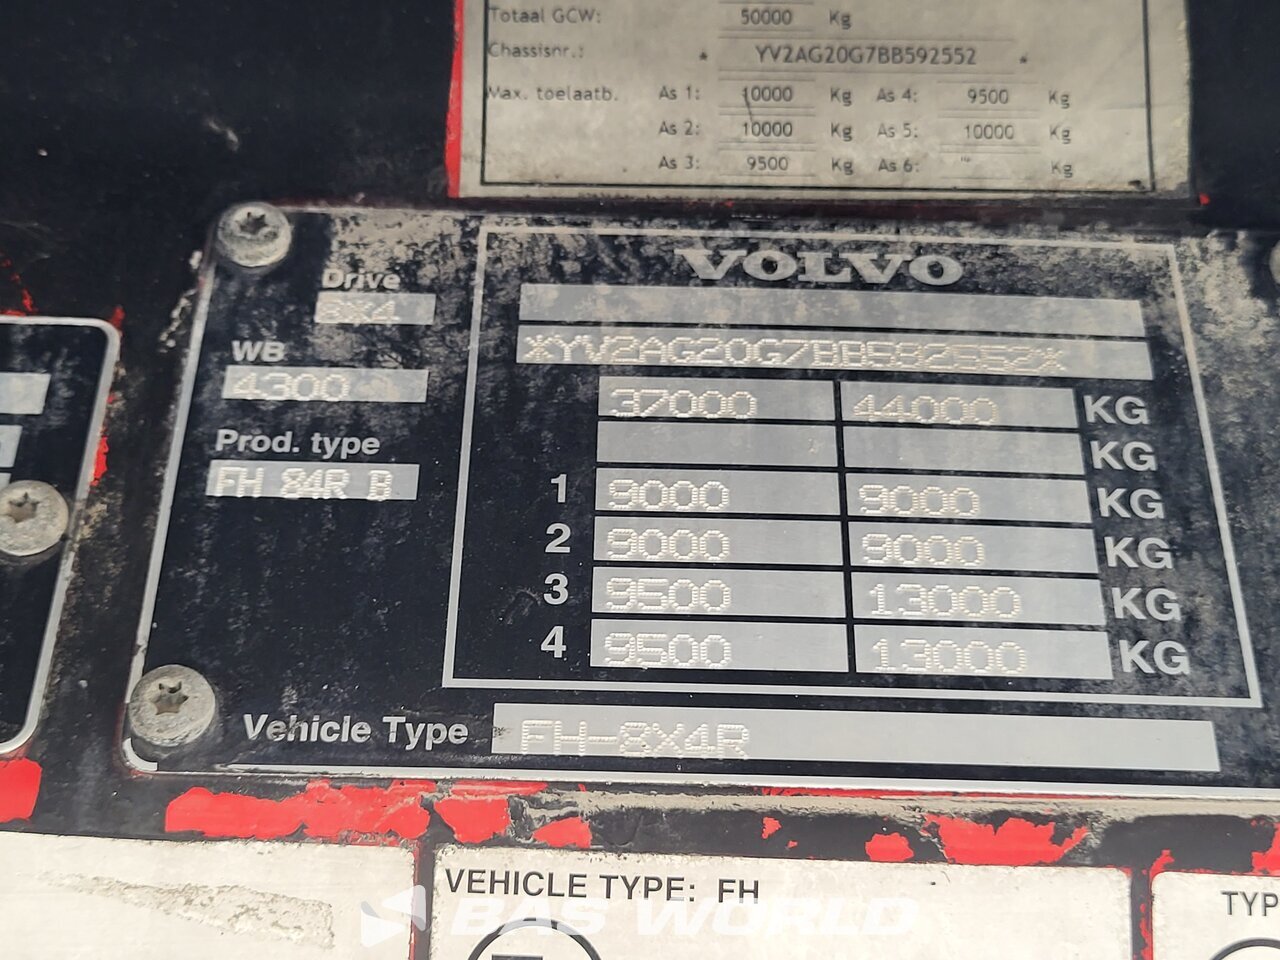 Totaal GCW: 50000 Kg
Chassisnr.: * YV2AG20G7BB592552 *
Max. toelaatb. As 1: 10000 Kg As 4: 9500 Kg
As 2: 10000 Kg As 5: 10000 Kg
As 3: 9500 Kg As 6: Kg
VOLVO
Drive
8X4
WB
4300
Prod. type
FH 84R B
*YV2AG20G7BB582552*
37000 44000 KG
KG
1 9000 9000 KG
2 9000 9000 KG
3 9500 13000 KG
4 9500 13000 KG
Vehicle Type FH-8X4R
VEHICLE TYPE: FH
TYP
BAS WORLD